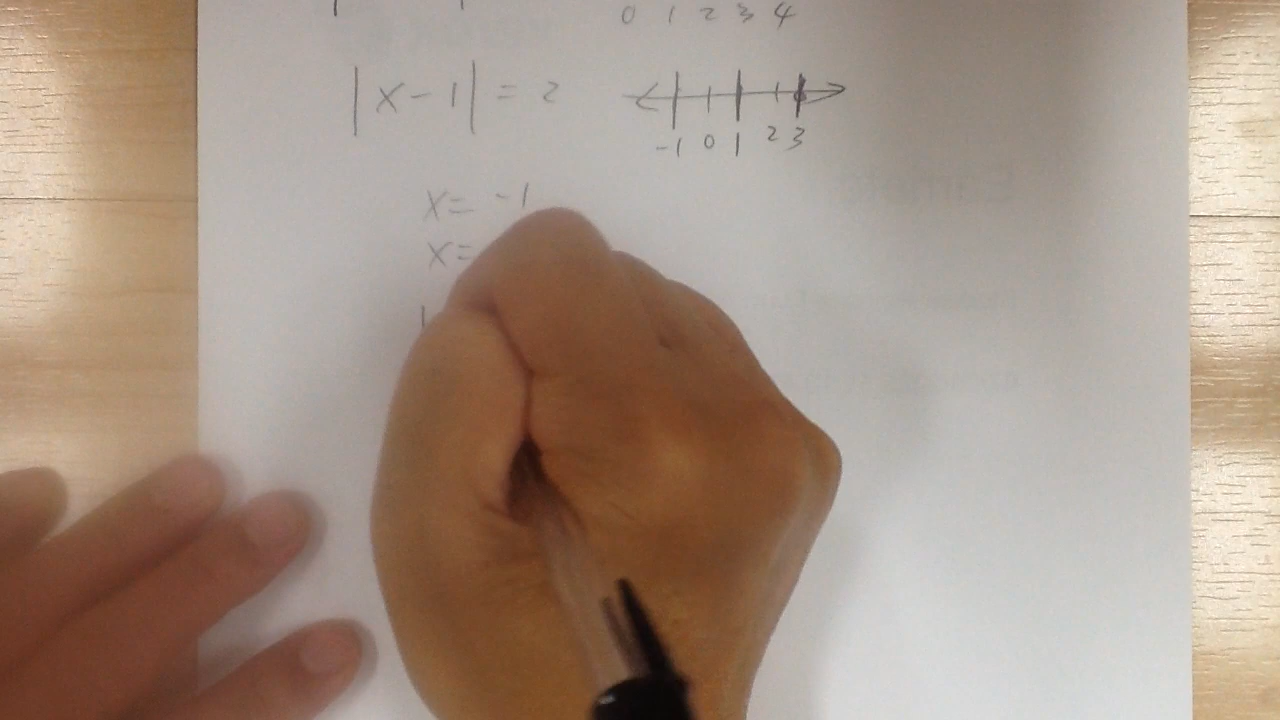 0 1 2 3 4
|x-1| = 2
-1 0 1 2 3
x= -1
x=